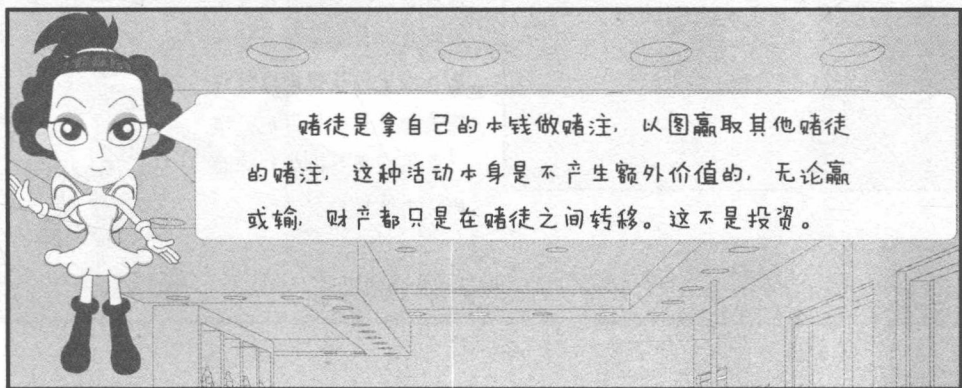 赌徒是拿自己的本钱做赌注，以图赢取其他赌徒
的赌注，这种活动本身是不产生额外价值的，无论赢
或输，财产都只是在赌徒之间转移。这不是投资。